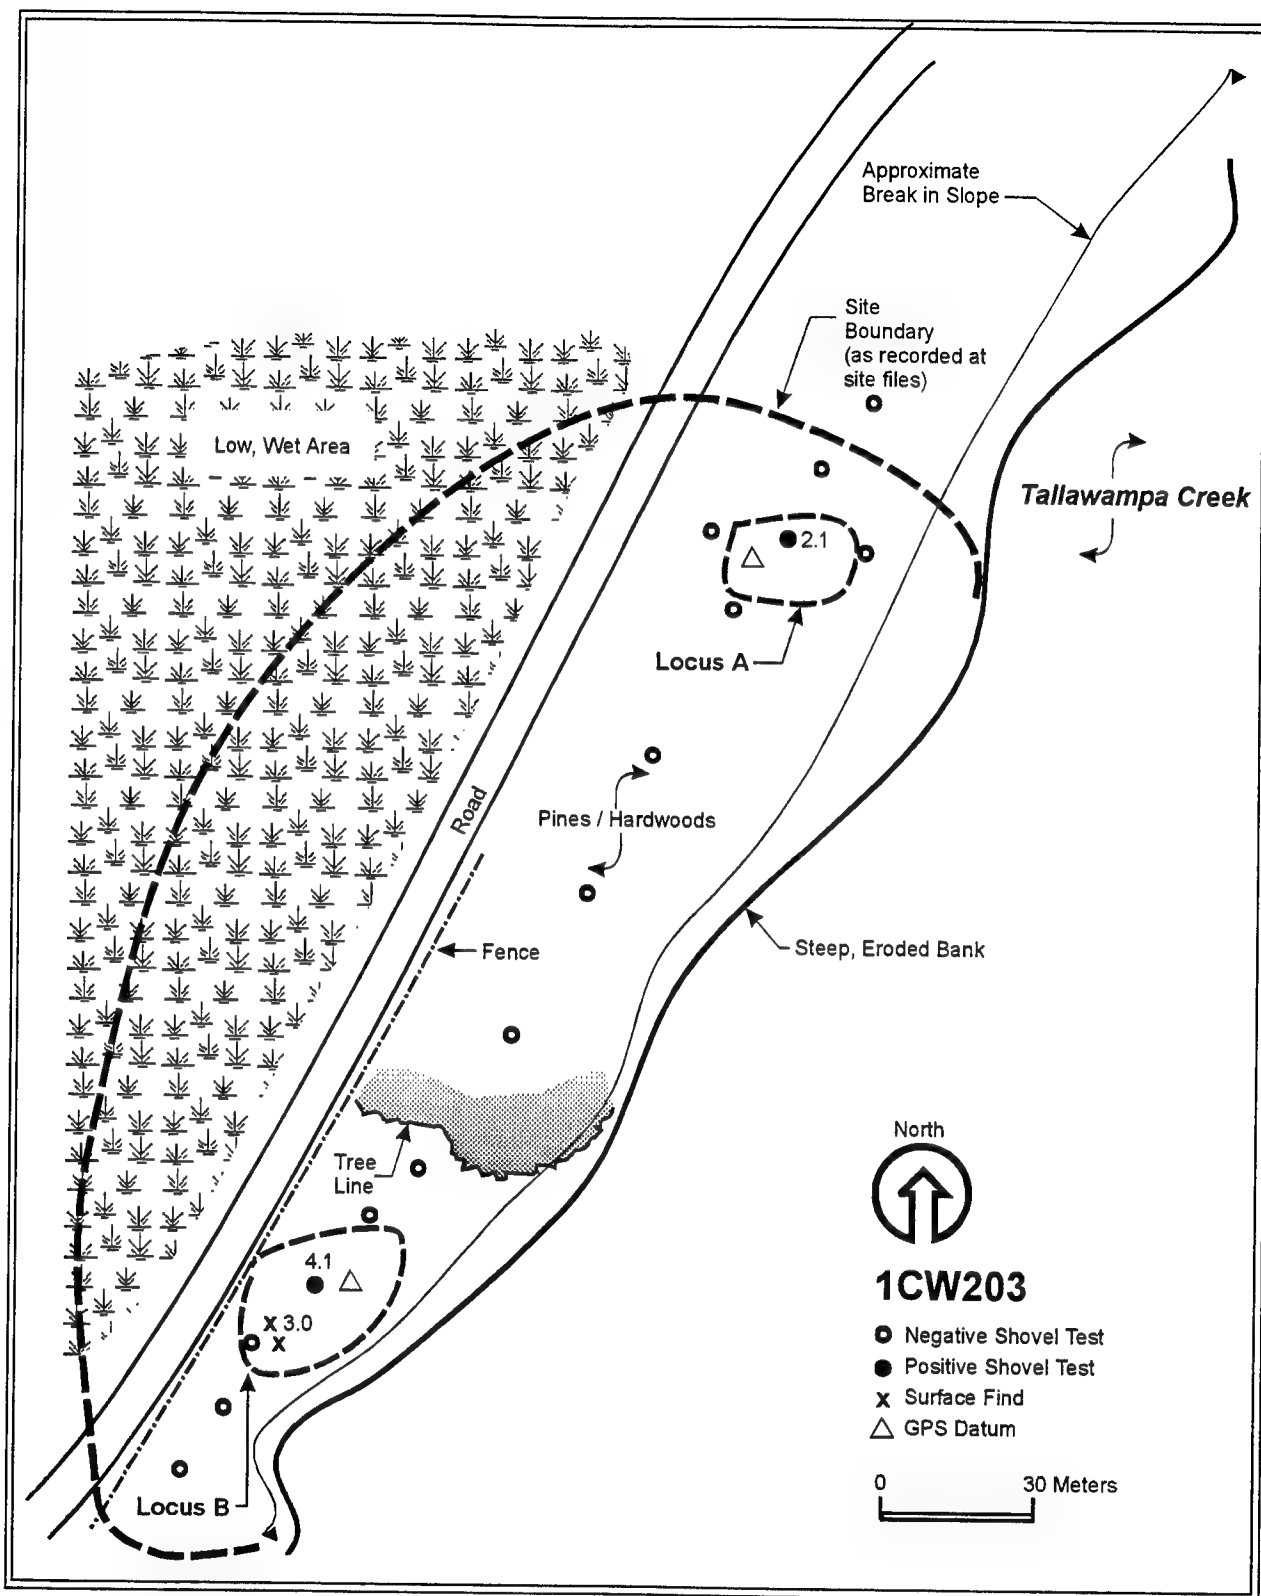 Approximate
Break in Slope
Site
Boundary
(as recorded at
site files)
Low, Wet Area
Tallawampa Creek
2.1
Locus A
Road
Pines / Hardwoods
Fence
Steep, Eroded Bank
Tree
Line
4.1
x 3.0
x
Locus B
North
1CW203
Negative Shovel Test
Positive Shovel Test
x Surface Find
GPS Datum
0 30 Meters